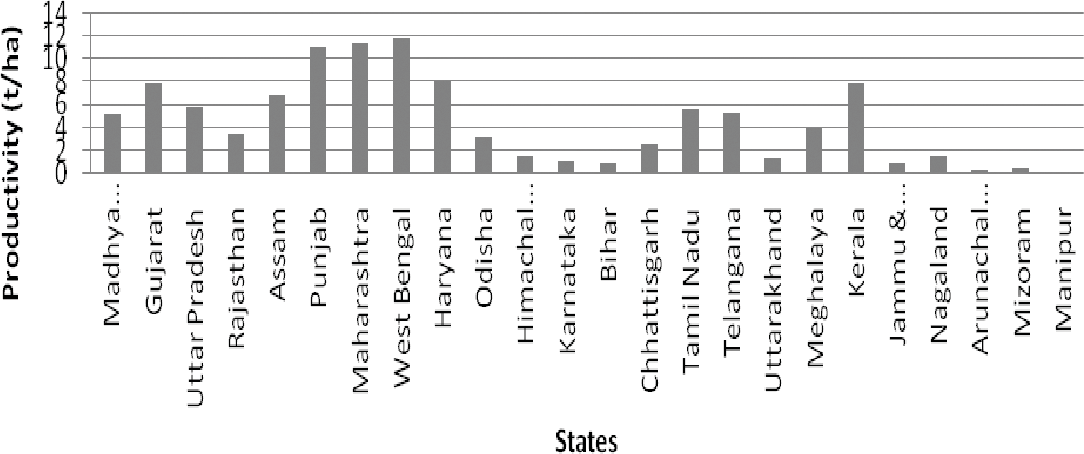 Productivity (t/ha)
14
12
10
8
6
4
2
0
Madhya...
Gujarat
Uttar Pradesh
Rajasthan
Assam
Punjab
Maharashtra
West Bengal
Haryana
Odisha
Himachal...
Karnataka
Bihar
Chhattisgarh
Tamil Nadu
Telangana
Uttarakhand
Meghalaya
Kerala
Jammu &...
Nagaland
Arunachal...
Mizoram
Manipur
States